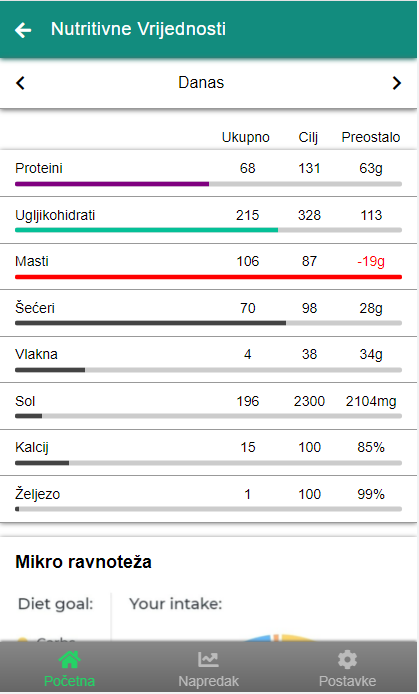 Nutritivne Vrijednosti
Danas
Ukupno Cilj Preostalo
Proteini 68 131 63g
Ugljikohidrati 215 328 113
Masti 106 87 -19g
Šećeri 70 98 28g
Vlakna 4 38 34g
Sol 196 2300 2104mg
Kalcij 15 100 85%
Željezo 1 100 99%
Mikro ravnoteža
Diet goal: Your intake:
Početna Napredak Postavke